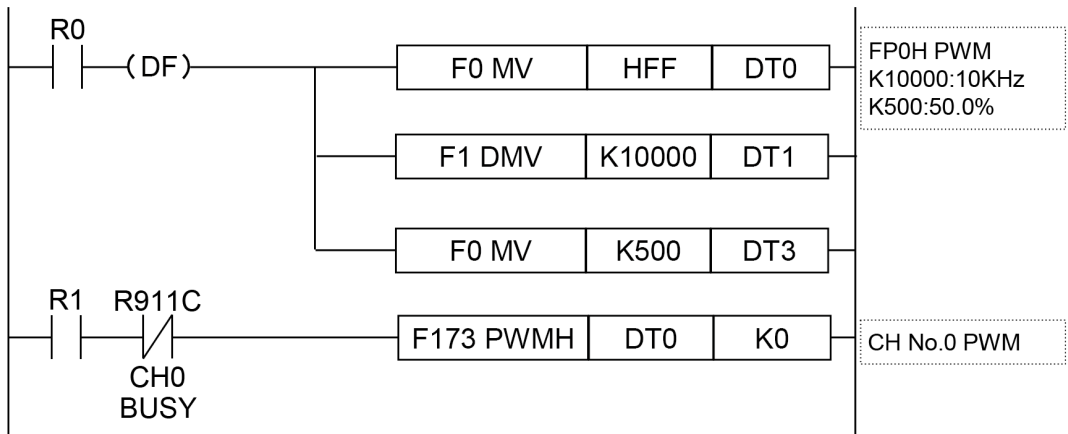 R0
(DF)
F0 MV HFF DT0
FP0H PWM
K10000:10KHz
K500:50.0%
F1 DMV K10000 DT1
F0 MV K500 DT3
R1 R911C
F173 PWMH DT0 K0
CH No.0 PWM
CH0
BUSY